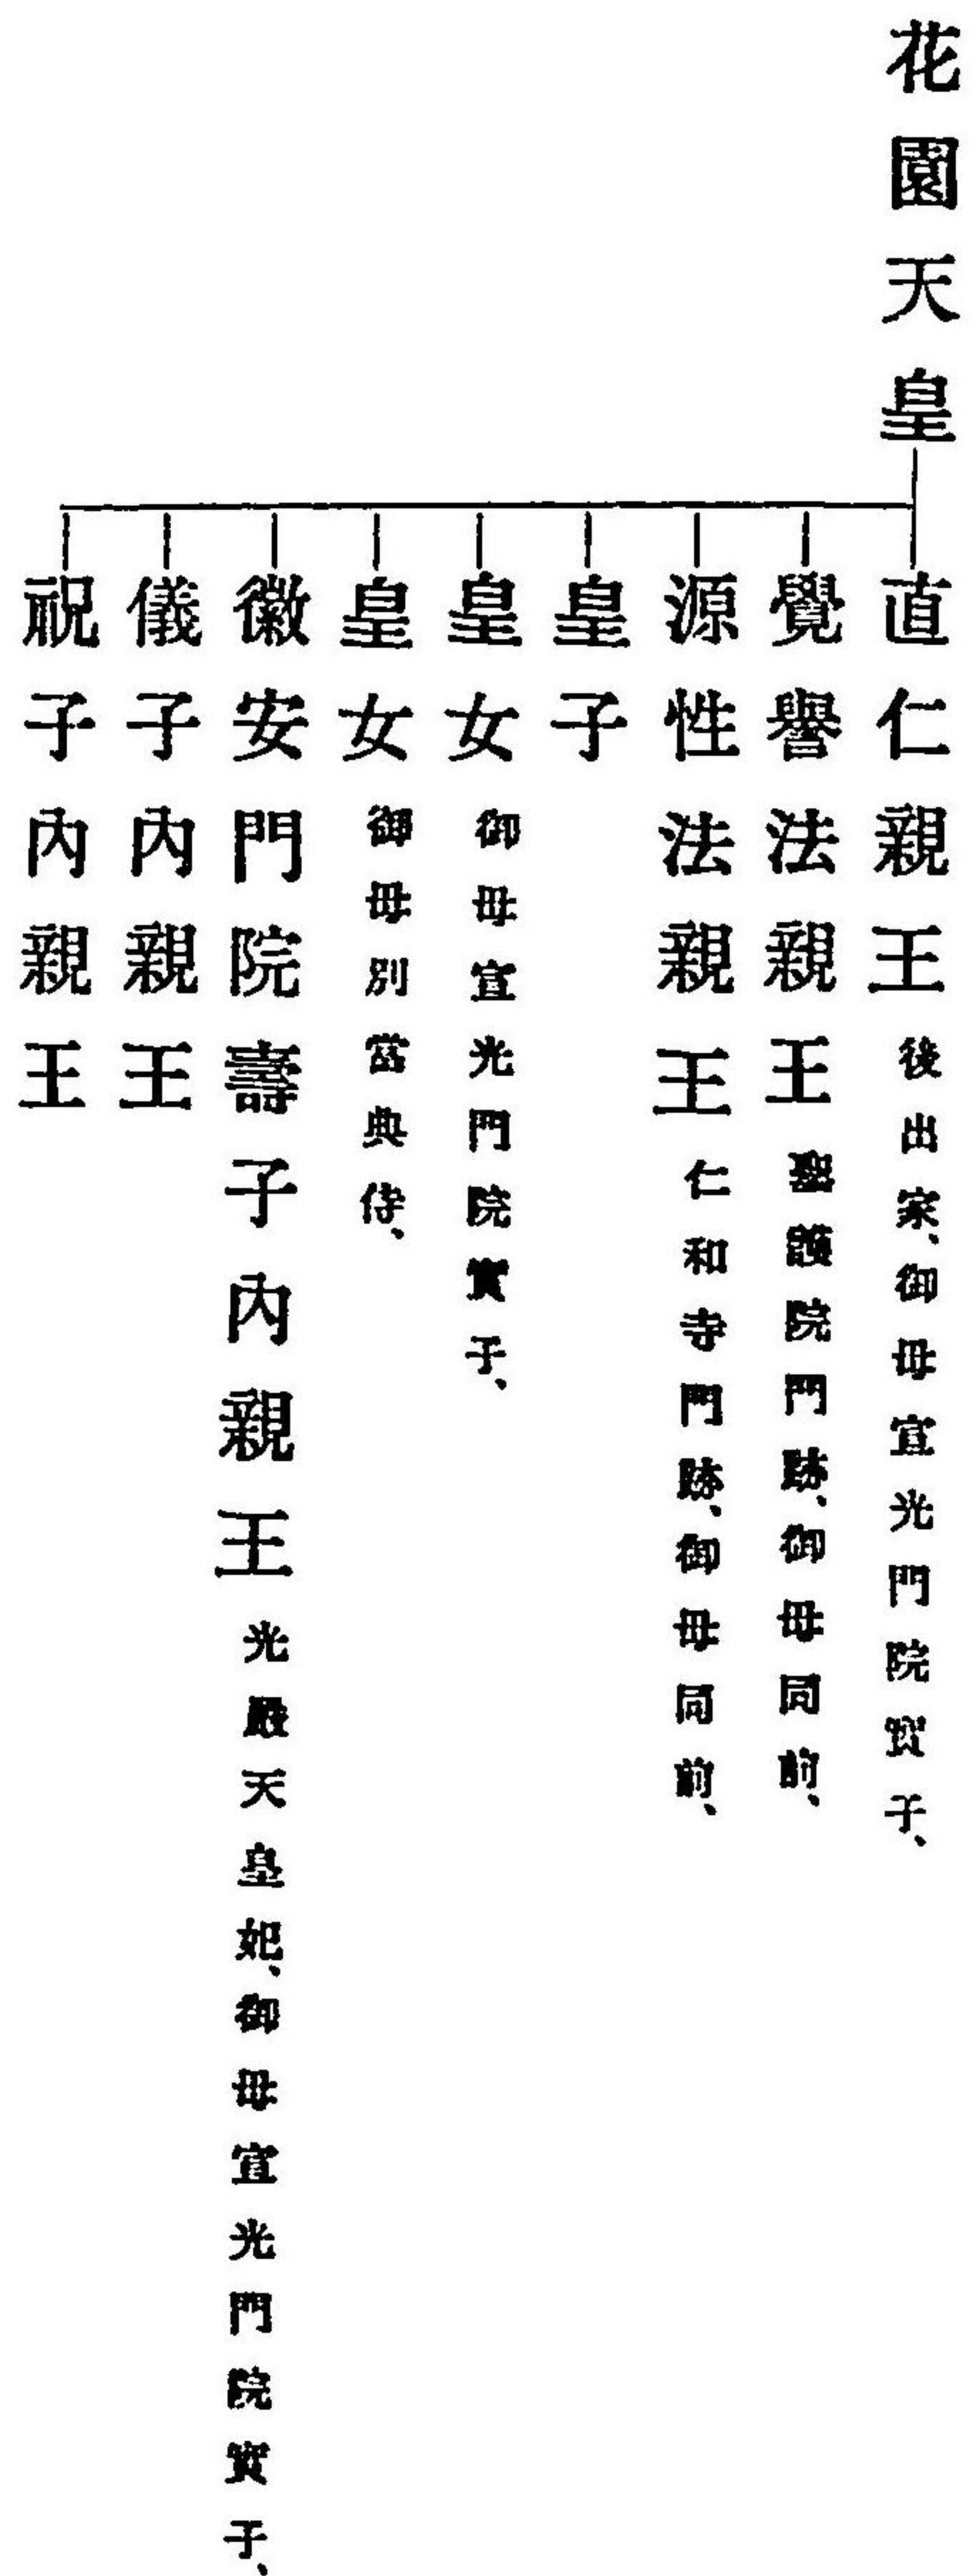 花園天皇
直仁親王 後出家、御母宣光門院實子、
覺譽法親王 聖護院門跡、御母同前、
源性法親王 仁和寺門跡、御母同前、
皇子
皇女 御母宣光門院實子、
皇女 御母別當典侍、
徽安門院壽子內親王 光嚴天皇妃、御母宣光門院實子、
儀子內親王
祝子內親王